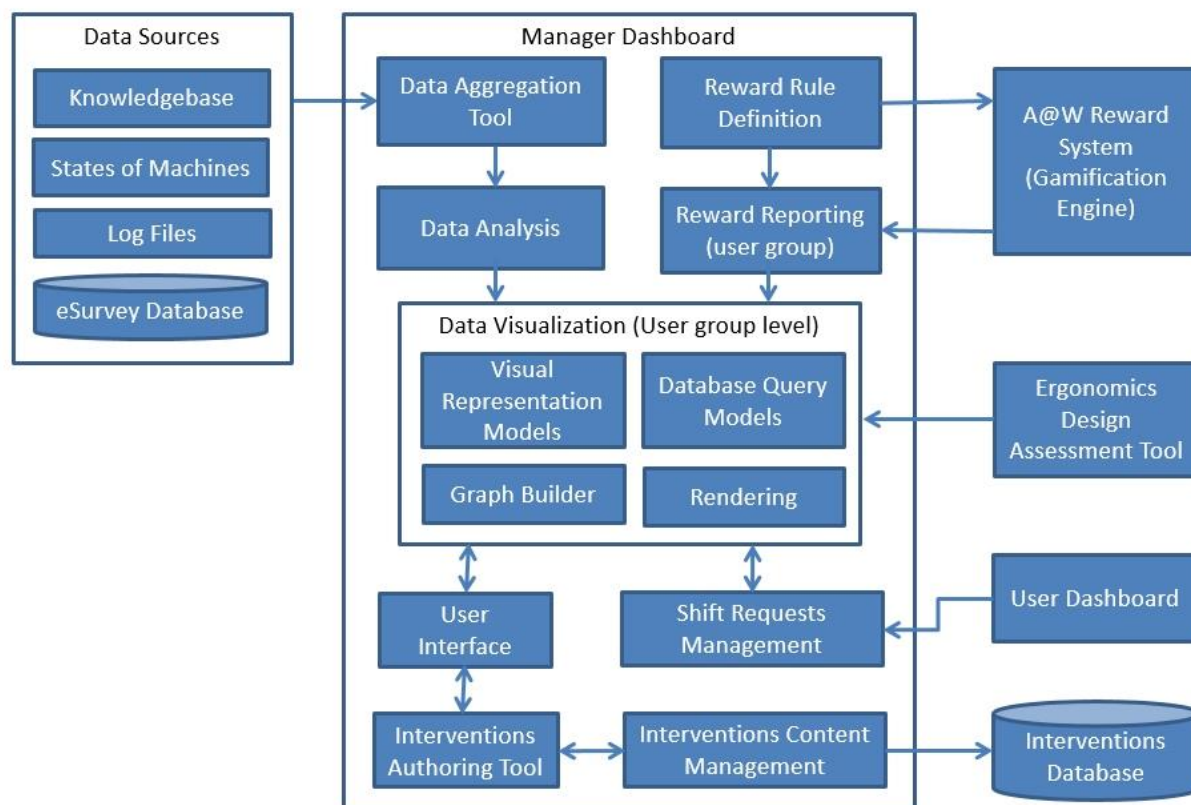 Data Sources
Knowledgebase
States of Machines
Log Files
eSurvey Database
Manager Dashboard
Data Aggregation
Tool
Reward Rule
Definition
Data Analysis
Reward Reporting
(user group)
Data Visualization (User group level)
Visual
Representation
Models
Database Query
Models
Graph Builder
Rendering
User
Interface
Shift Requests
Management
Interventions
Authoring Tool
Interventions Content
Management
A@W Reward
System
(Gamification
Engine)
Ergonomics
Design
Assessment Tool
User Dashboard
Interventions
Database